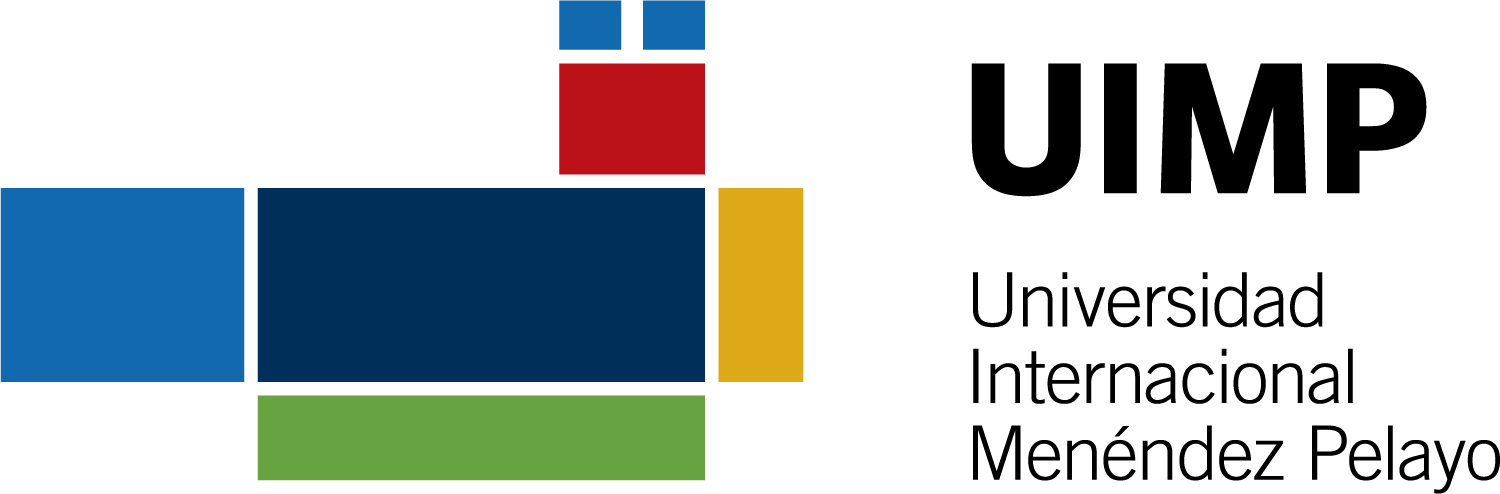 UIMP
Universidad
Internacional
Menéndez Pelayo